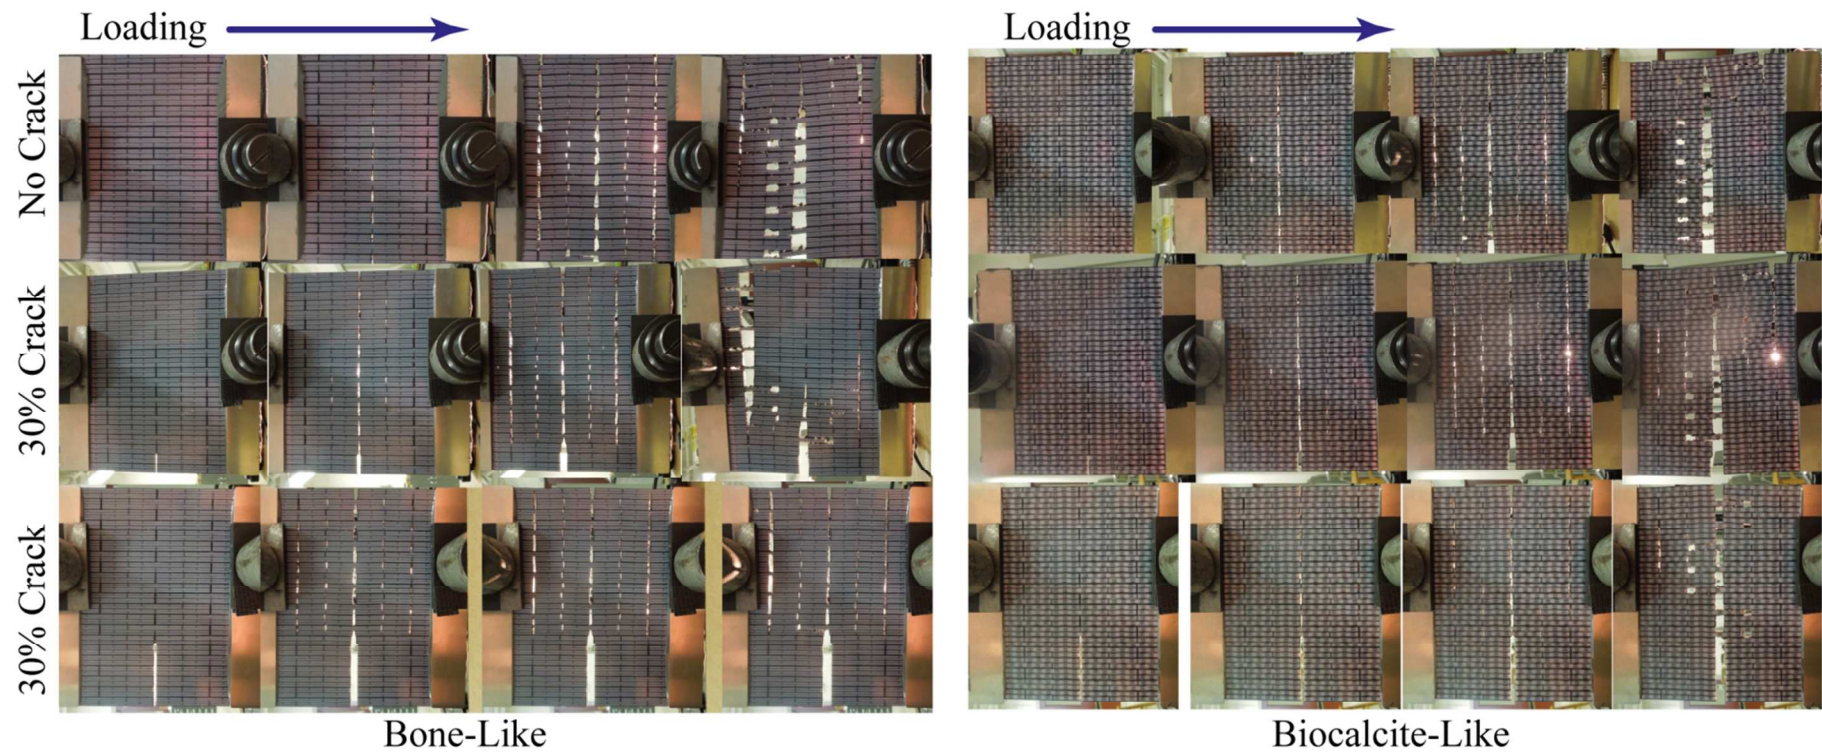 Loading
Loading
No Crack
30% Crack
30% Crack
Bone-Like
Biocalcite-Like